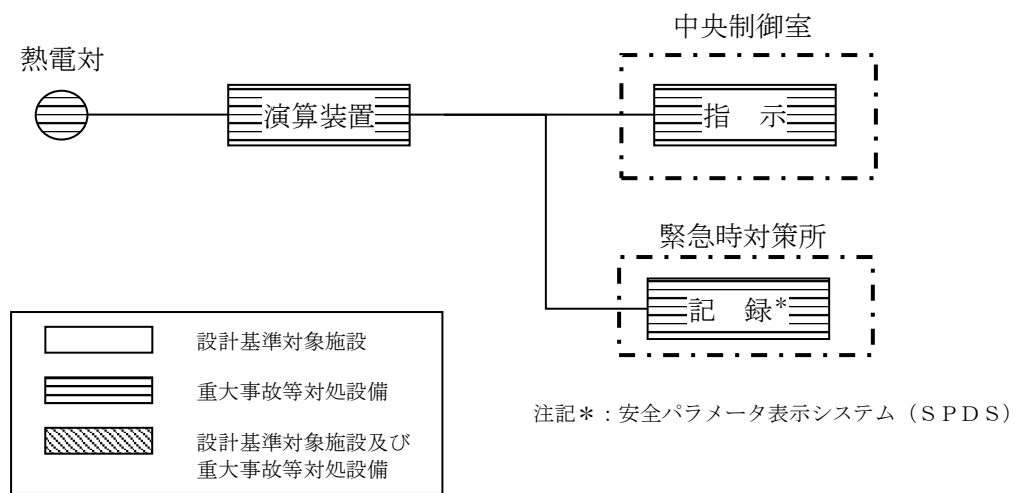 中央制御室
熱電対
演算装置
指　示
緊急時対策所
記　録*
設計基準対象施設
重大事故等対処設備
設計基準対象施設及び
重大事故等対処設備
注記＊：安全パラメータ表示システム（ＳＰＤＳ）